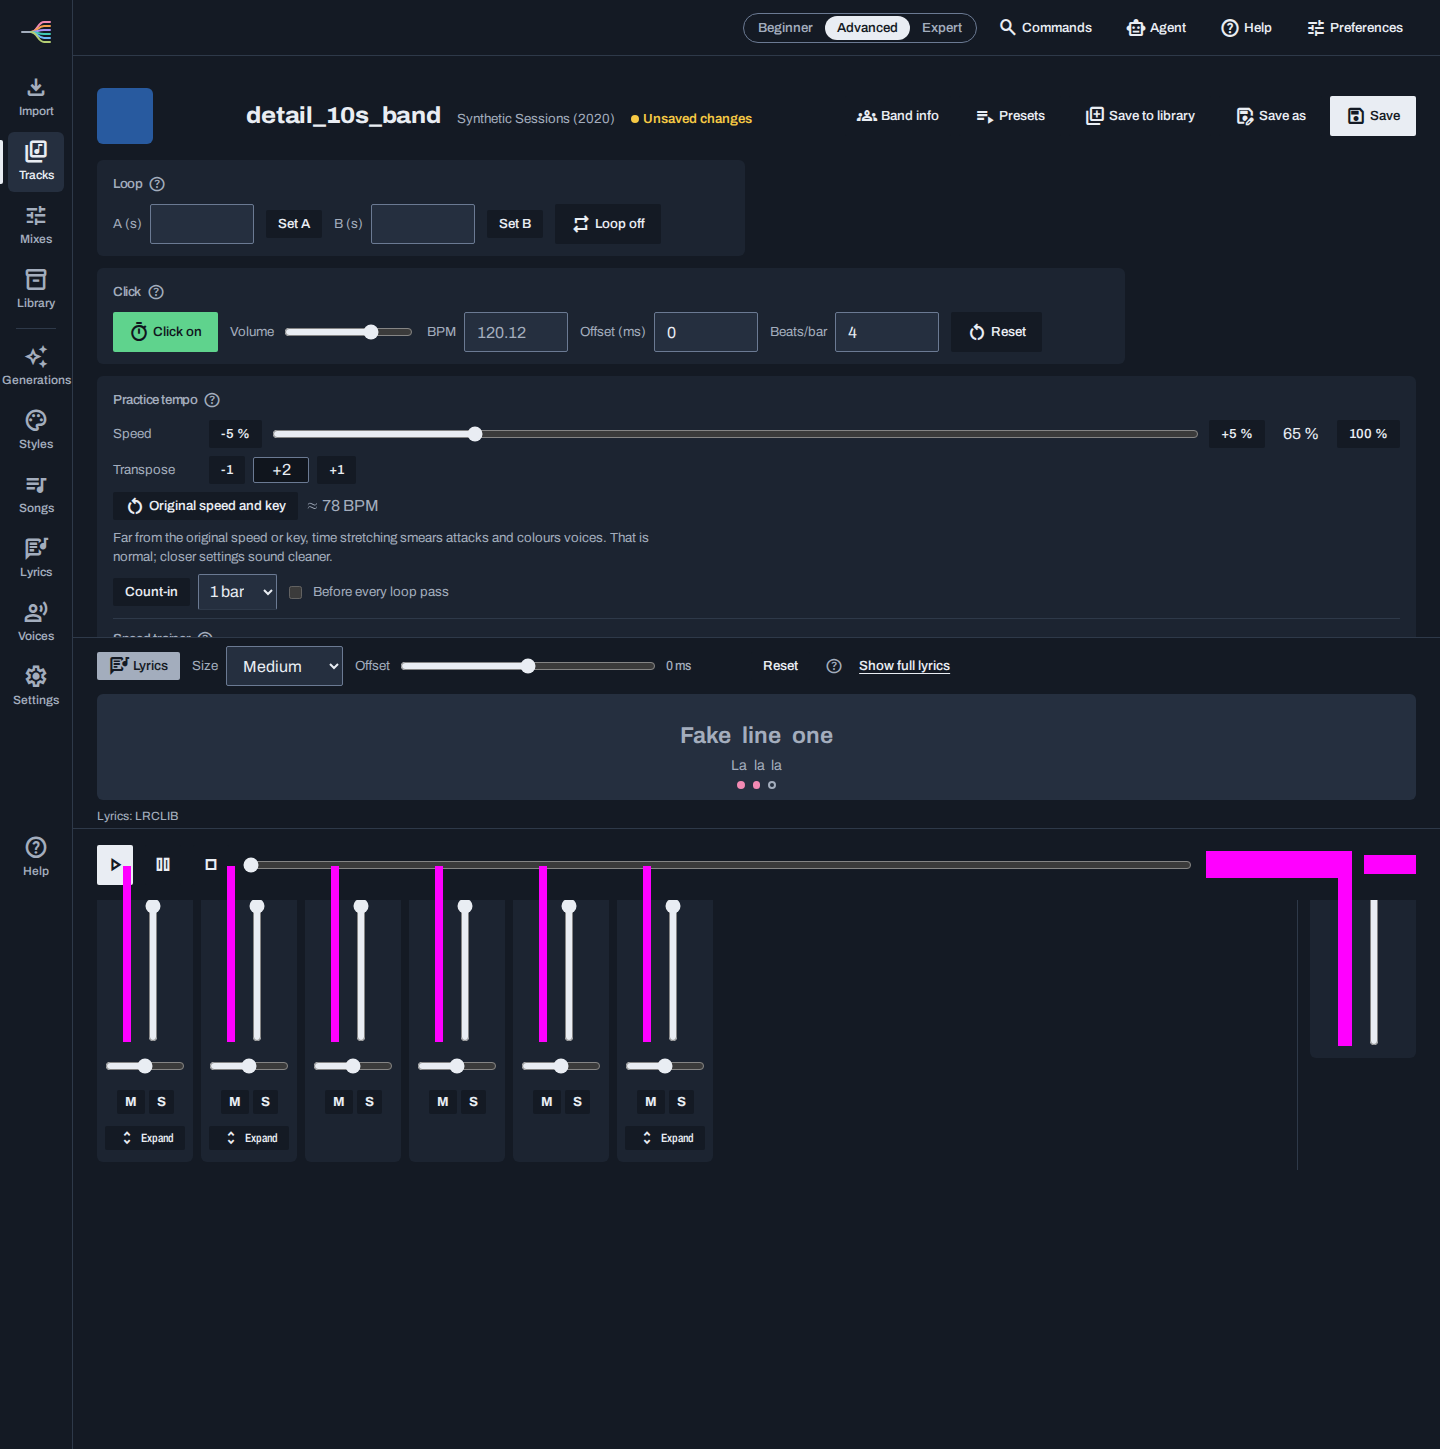 Beginner Advanced Expert Commands Agent Help Preferences
Import
Tracks
Mixes
Library
Generations
Styles
Songs
Lyrics
Voices
Settings
Help
detail_10s_band Synthetic Sessions (2020) Unsaved changes Band info Presets Save to library Save as Save
Loop
A (s) Set A B (s) Set B Loop off
Click
Click on Volume BPM 120.12 Offset (ms) 0 Beats/bar 4 Reset
Practice tempo
Speed -5 % +5 % 65 % 100 %
Transpose -1 +2 +1
Original speed and key ≈ 78 BPM
Far from the original speed or key, time stretching smears attacks and colours voices. That is
normal; closer settings sound cleaner.
Count-in 1 bar Before every loop pass
Speed trainer
Lyrics Size Medium Offset 0 ms Reset Show full lyrics
Fake line one
La la la
Lyrics: LRCLIB
M S M S M S M S M S M S
Expand Expand Expand